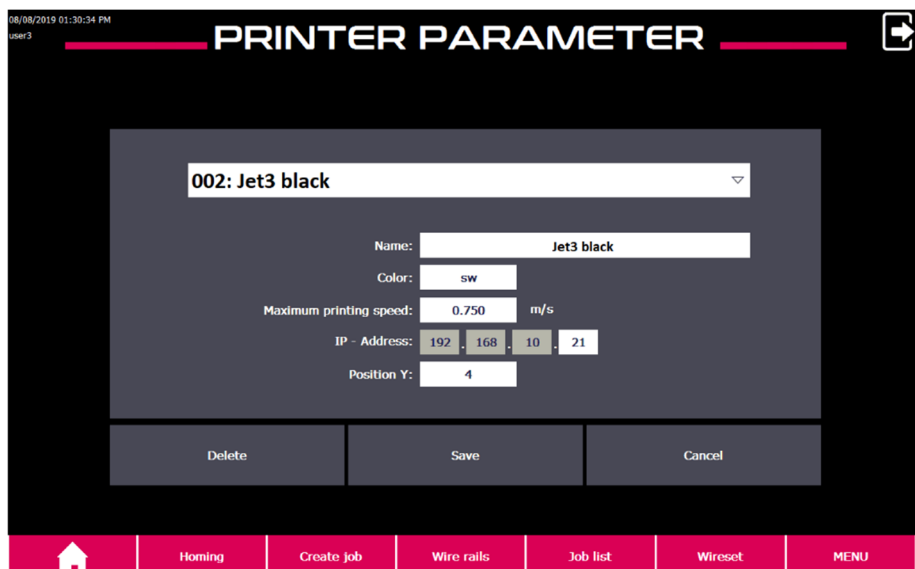 08/08/2019 01:30:34 PM
user3
PRINTER PARAMETER
002: Jet3 black
Name: Jet3 black
Color: sw
Maximum printing speed: 0.750 m/s
IP - Address: 192 . 168 . 10 . 21
Position Y: 4
Delete Save Cancel
Homing Create job Wire rails Job list Wireset MENU